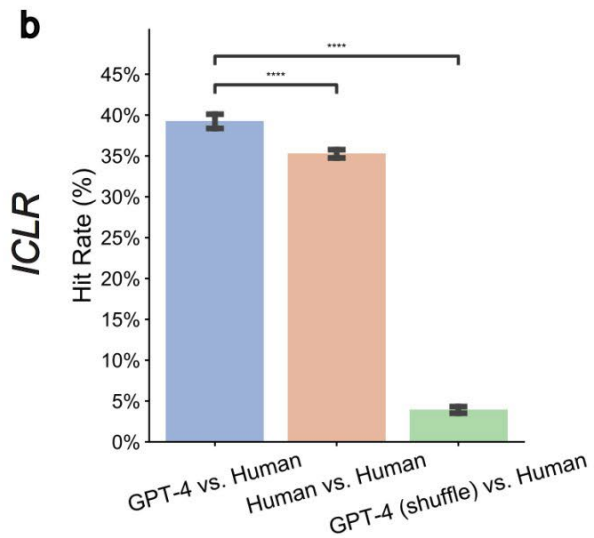 b
****
****
45%
40%
35%
30%
25%
20%
15%
10%
5%
0%
Hit Rate (%)
ICLR
GPT-4 vs. Human
Human vs. Human
GPT-4 (shuffle) vs. Human